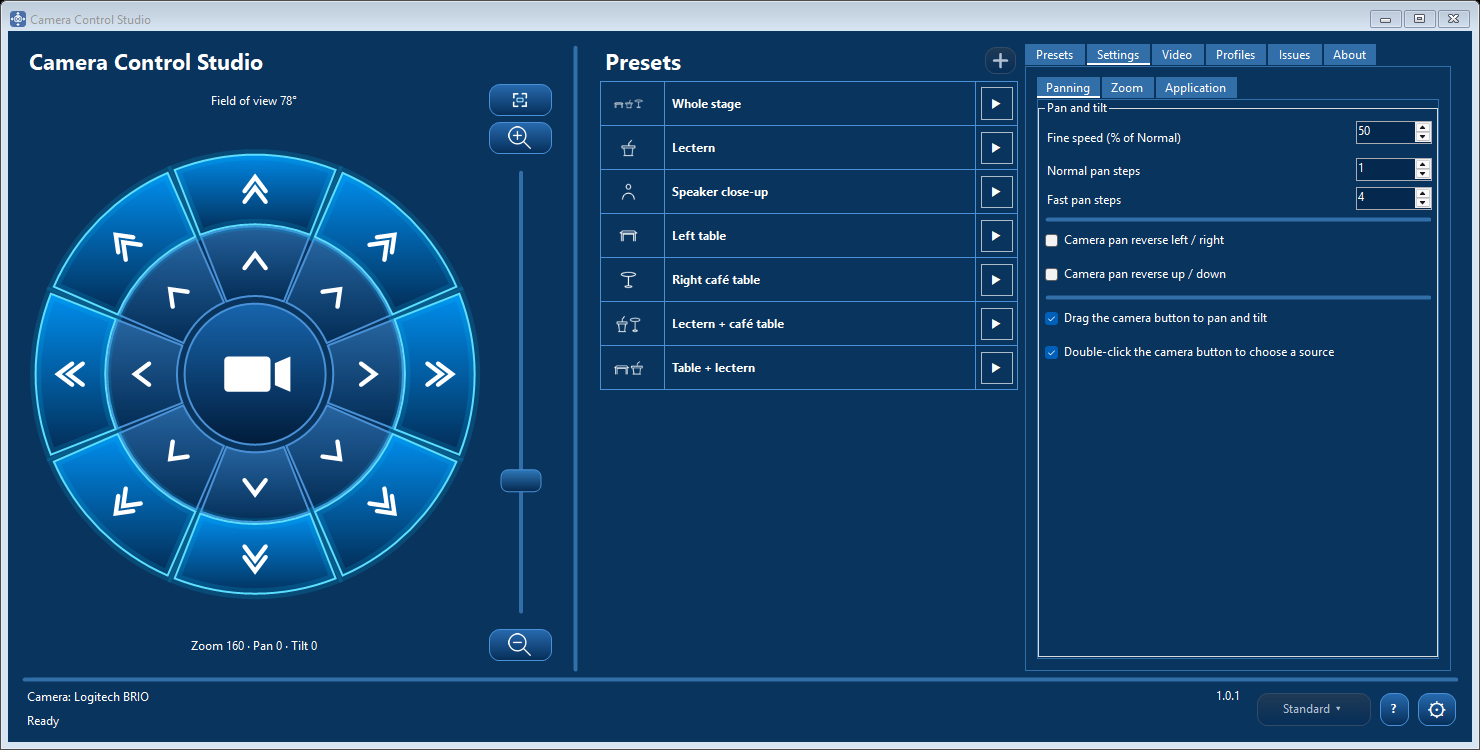 Camera Control Studio
Camera Control Studio
Field of view 78°
Zoom 160 · Pan 0 · Tilt 0
Presets
Whole stage
Lectern
Speaker close-up
Left table
Right café table
Lectern + café table
Table + lectern
Presets Settings Video Profiles Issues About
Panning Zoom Application
Pan and tilt
Fine speed (% of Normal) 50
Normal pan steps 1
Fast pan steps 4
Camera pan reverse left / right
Camera pan reverse up / down
Drag the camera button to pan and tilt
Double-click the camera button to choose a source
Camera: Logitech BRIO
Ready
1.0.1
Standard
?